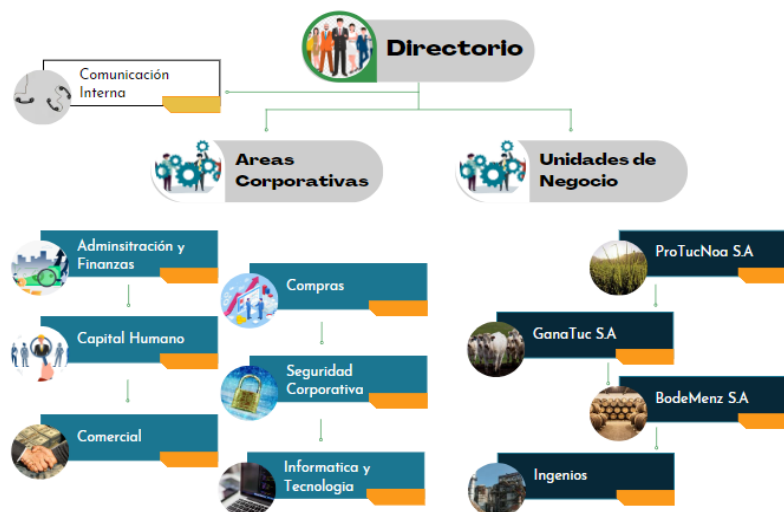 Directorio
Comunicación
Interna
Areas
Corporativas
Unidades de
Negocio
Adminsitración y
Finanzas
Capital Humano
Comercial
Compras
Seguridad
Corporativa
Informatica y
Tecnologia
ProTucNoa S.A
GanaTuc S.A
BodeMenz S.A
Ingenios